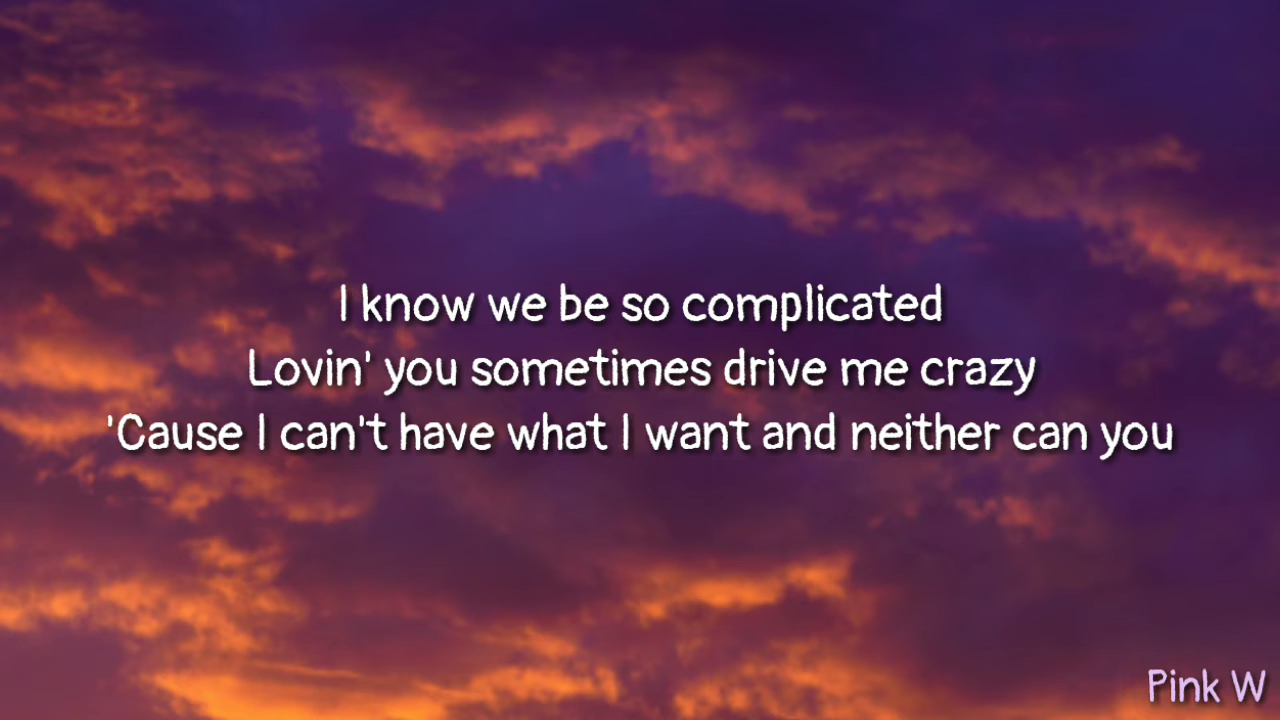 I know we be so complicated
Lovin' you sometimes drive me crazy
'Cause I can't have what I want and neither can you
Pink W